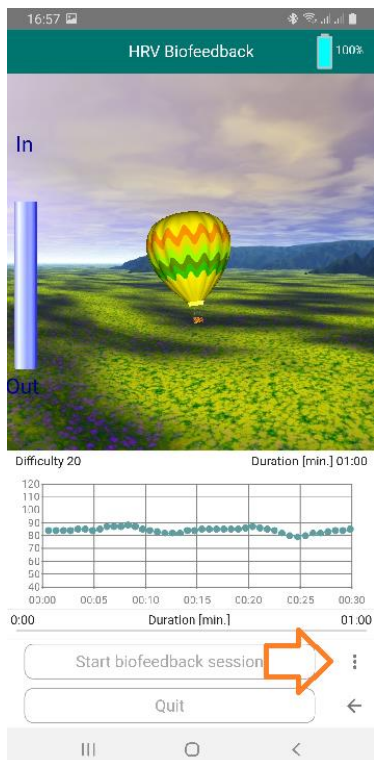 16:57
HRV Biofeedback
100%
In
Out
Difficulty 20 Duration [min.] 01:00
120
110
100
90
80
70
60
50
40
00:00 00:05 00:10 00:15 00:20 00:25 00:30
0:00 Duration [min.] 01:00
Start biofeedback session
Quit